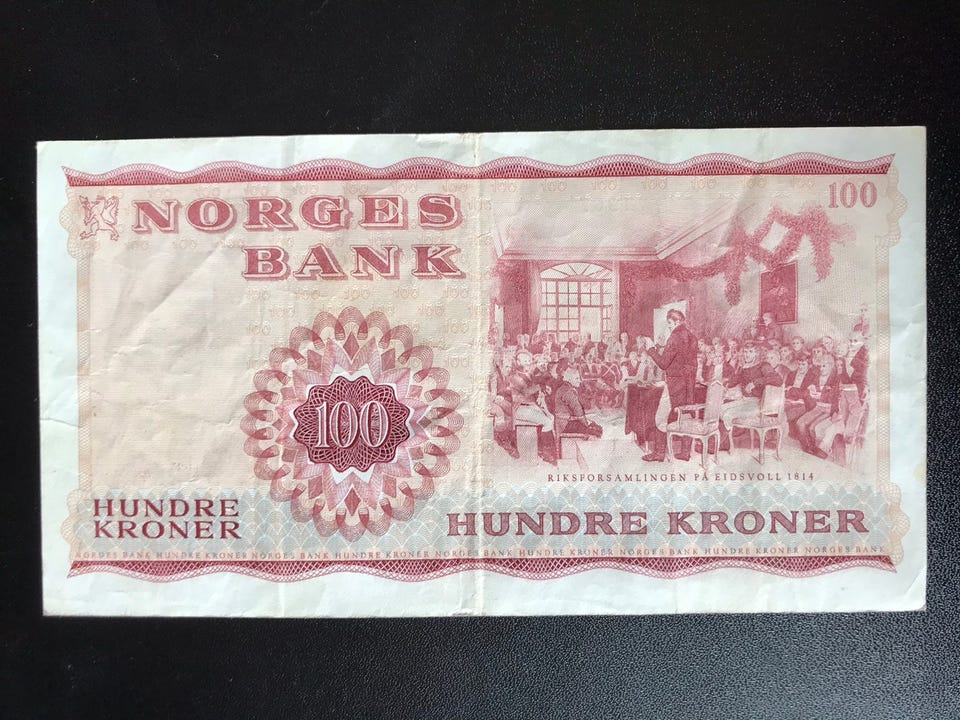 NORGES
BANK
100
100
RIKSFORSAMLINGEN PÅ EIDSVOLL 1814
HUNDRE
KRONER
HUNDRE KRONER
NORGES BANK HUNDRE KRONER NORGES BANK HUNDRE KRONER NORGES BANK HUNDRE KRONER NORGES BANK HUNDRE KRONER NORGES BANK